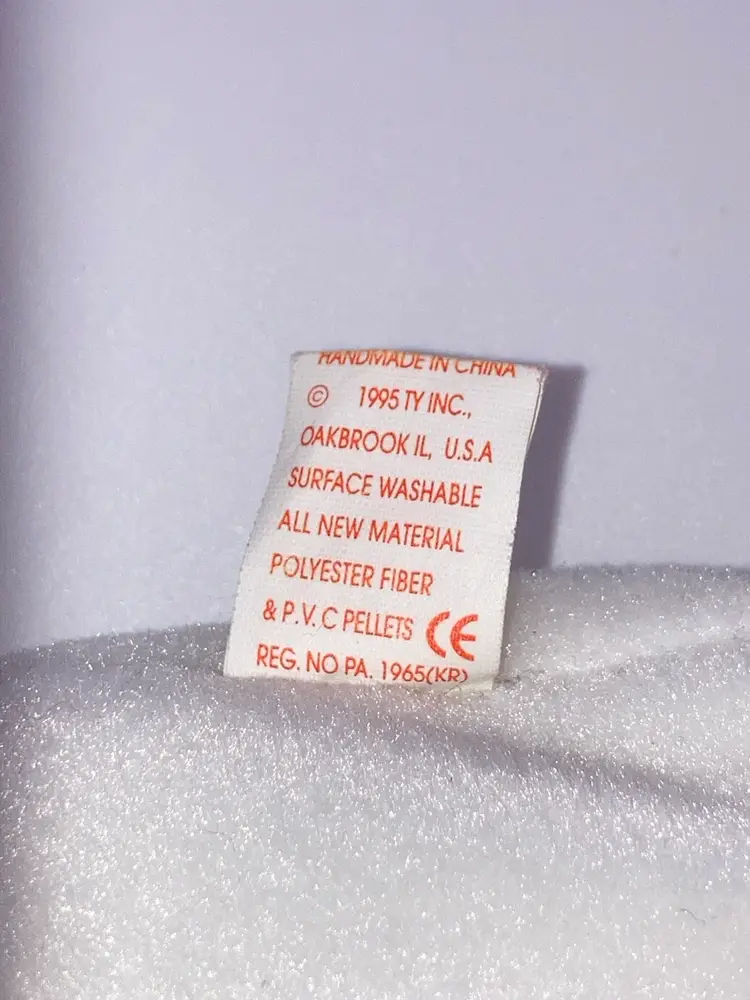 HANDMADE IN CHINA
© 1995 TY INC.,
OAKBROOK IL, U.S.A
SURFACE WASHABLE
ALL NEW MATERIAL
POLYESTER FIBER
& P.V.C PELLETS CE
REG. NO PA. 1965(KR)